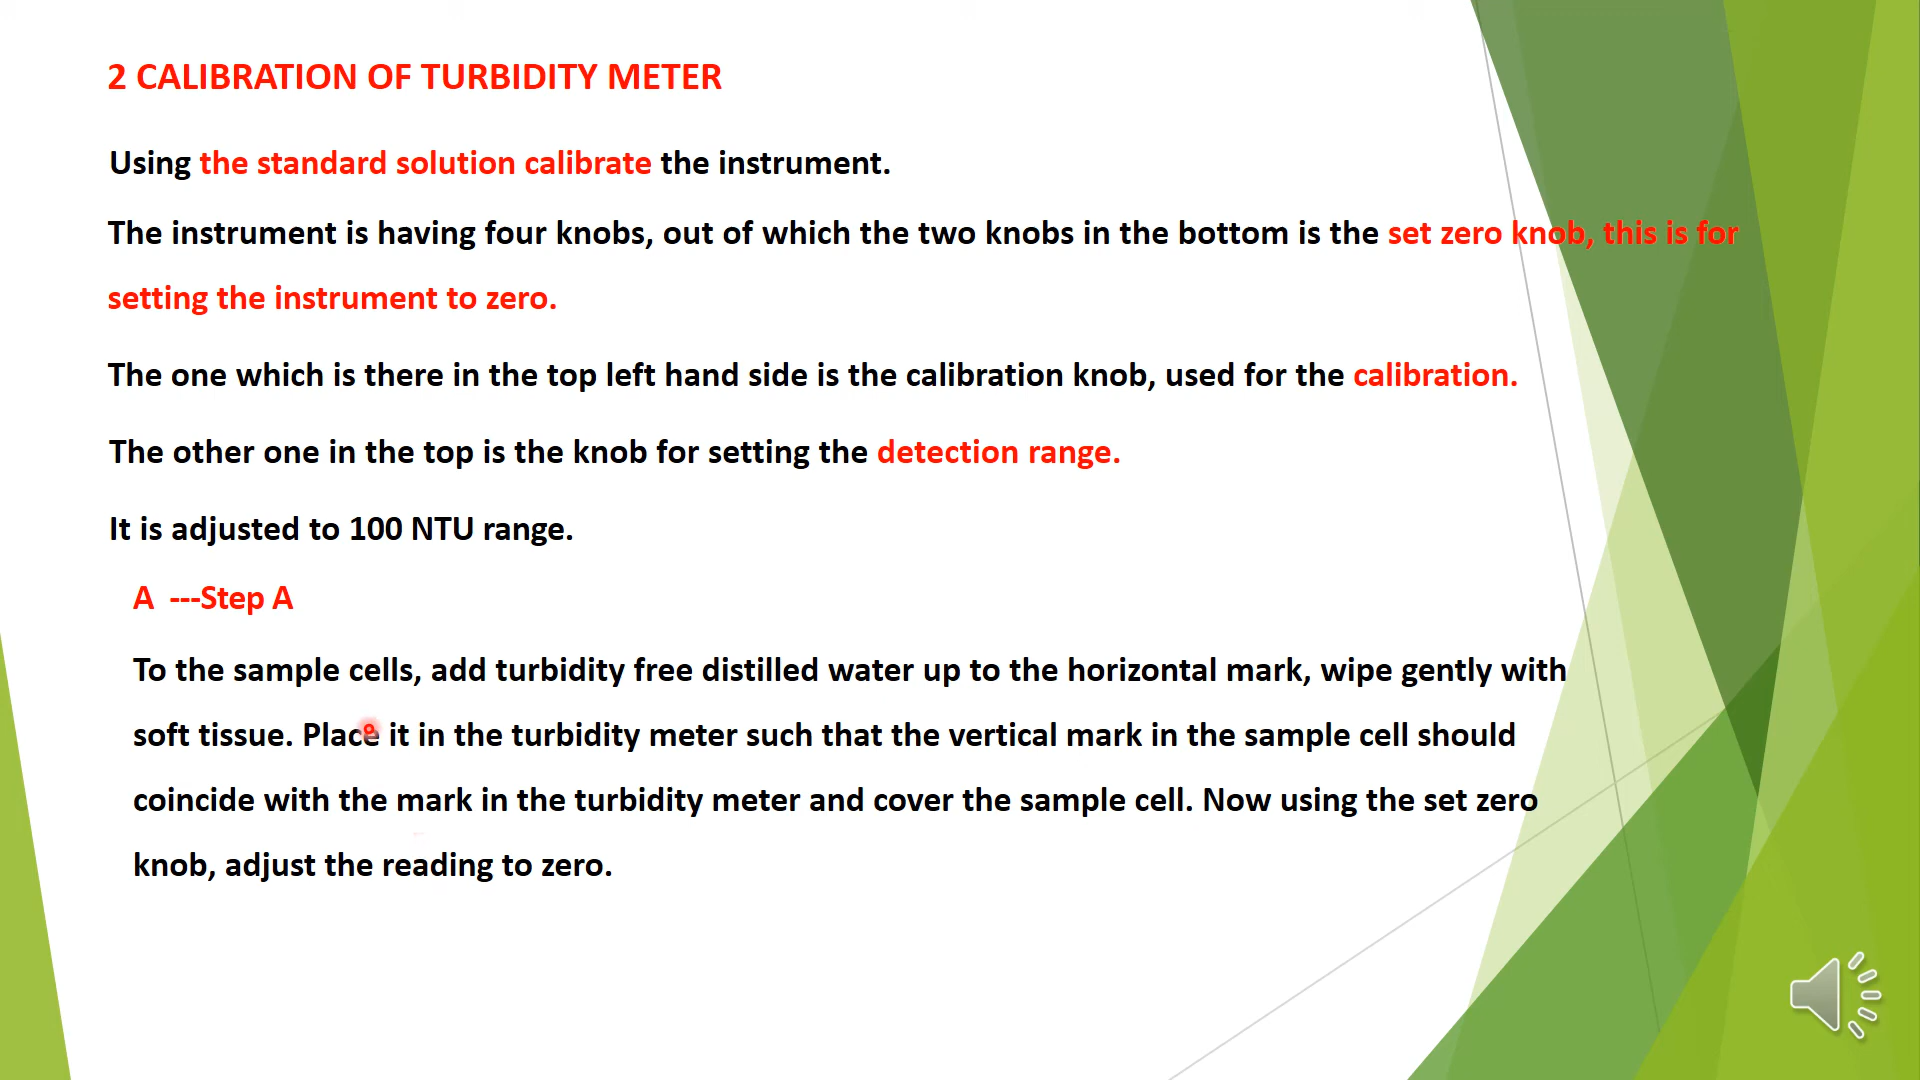 2 CALIBRATION OF TURBIDITY METER
Using the standard solution calibrate the instrument.
The instrument is having four knobs, out of which the two knobs in the bottom is the set zero knob, this is for
setting the instrument to zero.
The one which is there in the top left hand side is the calibration knob, used for the calibration.
The other one in the top is the knob for setting the detection range.
It is adjusted to 100 NTU range.
A ---Step A
To the sample cells, add turbidity free distilled water up to the horizontal mark, wipe gently with
soft tissue. Place it in the turbidity meter such that the vertical mark in the sample cell should
coincide with the mark in the turbidity meter and cover the sample cell. Now using the set zero
knob, adjust the reading to zero.